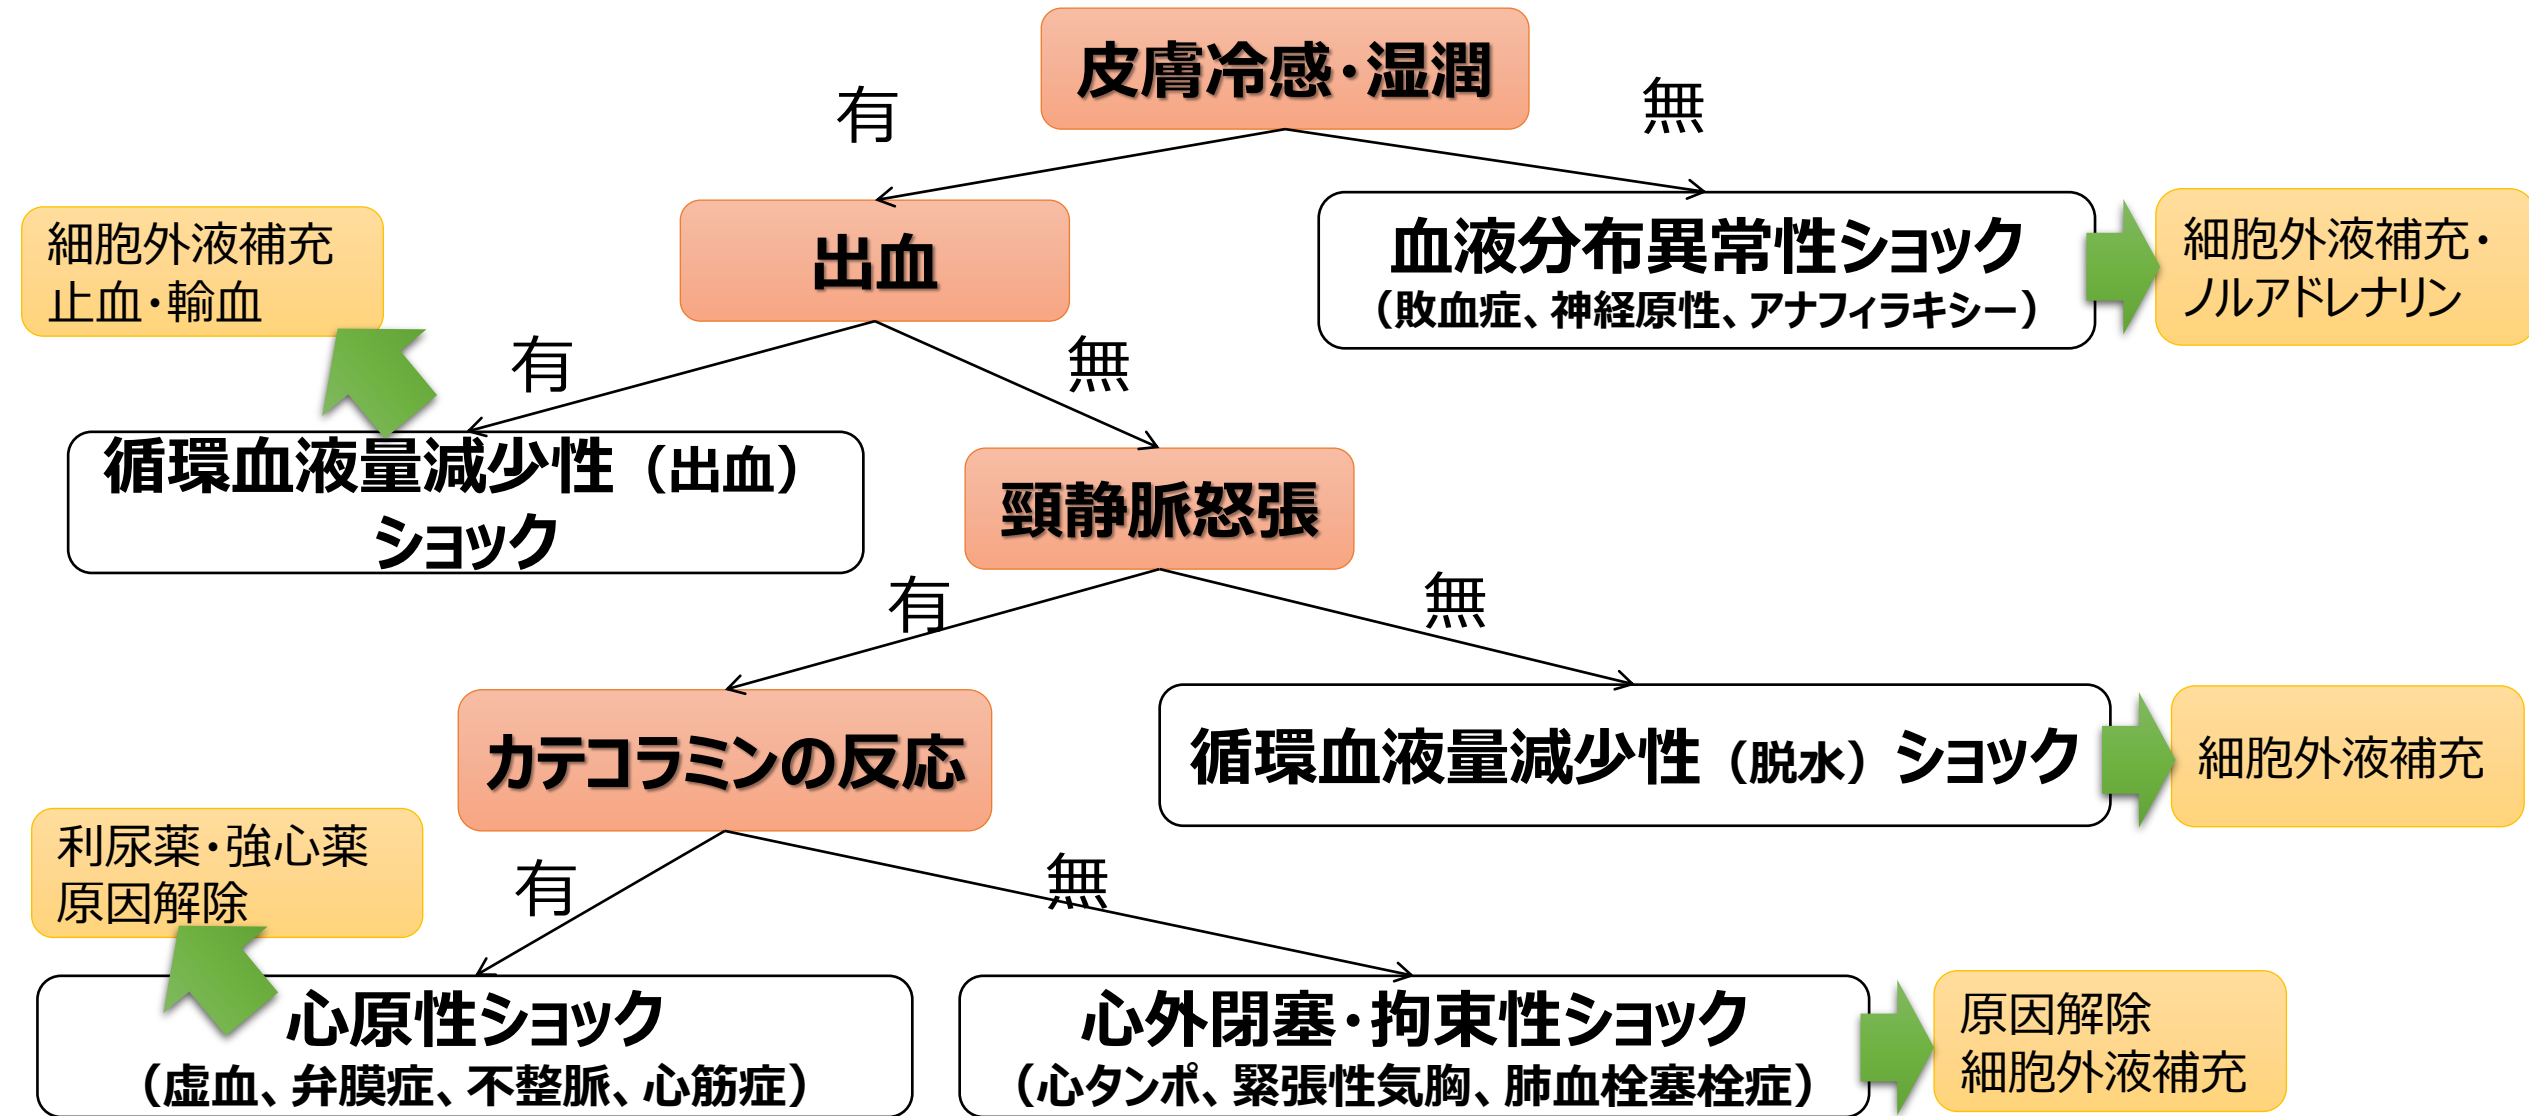 皮膚冷感・湿潤
有
無
出血
血液分布異常性ショック
（敗血症、神経原性、アナフィラキシー）
細胞外液補充・
ノルアドレナリン
細胞外液補充
止血・輸血
有
無
循環血液量減少性（出血）
ショック
頸静脈怒張
有
無
カテコラミンの反応
循環血液量減少性（脱水）ショック
細胞外液補充
利尿薬・強心薬
原因解除
有
無
心原性ショック
（虚血、弁膜症、不整脈、心筋症）
心外閉塞・拘束性ショック
（心タンポ、緊張性気胸、肺血栓塞栓症）
原因解除
細胞外液補充